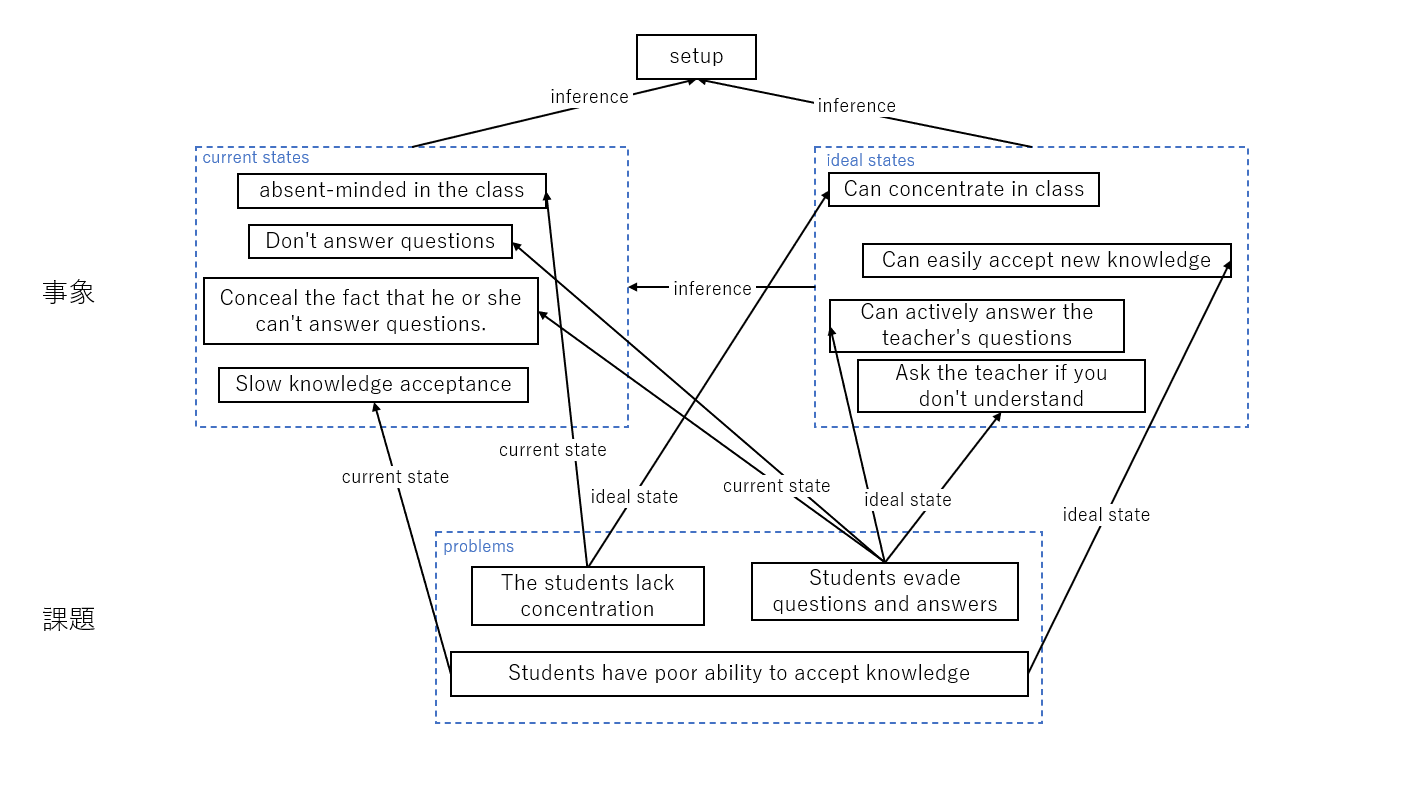 setup
inference
inference
current states
ideal states
absent-minded in the class
Can concentrate in class
Don't answer questions
Can easily accept new knowledge
事象
Conceal the fact that he or she
can't answer questions.
inference
Can actively answer the
teacher's questions
Slow knowledge acceptance
Ask the teacher if you
don't understand
current state
current state
ideal state
current state
ideal state
ideal state
problems
課題
The students lack
concentration
Students evade
questions and answers
Students have poor ability to accept knowledge